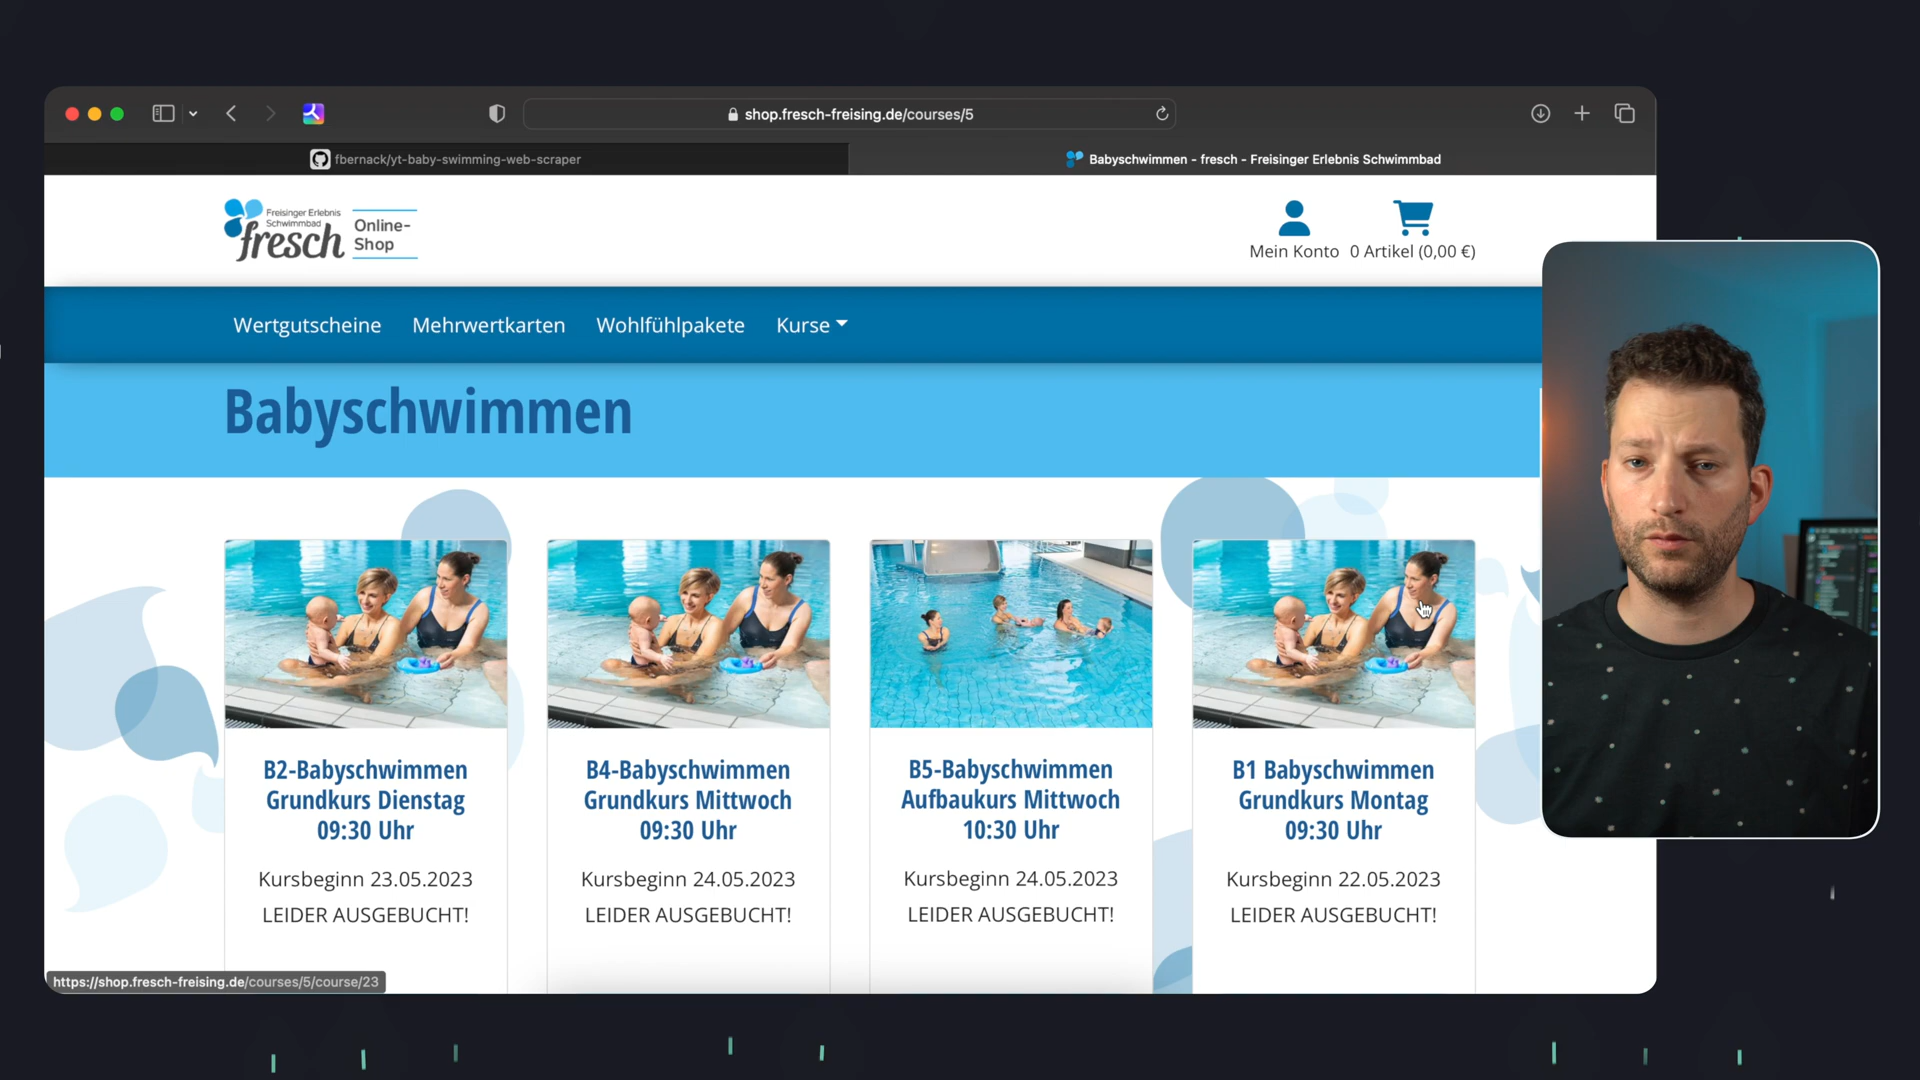 shop.fresch-freising.de/courses/5
fbernack/yt-baby-swimming-web-scraper
Babyschwimmen - fresch - Freisinger Erlebnis Schwimmbad
Freisinger Erlebnis
Schwimmbad
fresch
Online-
Shop
Mein Konto
0 Artikel (0,00 €)
Wertgutscheine
Mehrwertkarten
Wohlfühlpakete
Kurse
Babyschwimmen
B2-Babyschwimmen
Grundkurs Dienstag
09:30 Uhr
Kursbeginn 23.05.2023
LEIDER AUSGEBUCHT!
B4-Babyschwimmen
Grundkurs Mittwoch
09:30 Uhr
Kursbeginn 24.05.2023
LEIDER AUSGEBUCHT!
B5-Babyschwimmen
Aufbaukurs Mittwoch
10:30 Uhr
Kursbeginn 24.05.2023
LEIDER AUSGEBUCHT!
B1 Babyschwimmen
Grundkurs Montag
09:30 Uhr
Kursbeginn 22.05.2023
LEIDER AUSGEBUCHT!
https://shop.fresch-freising.de/courses/5/course/23